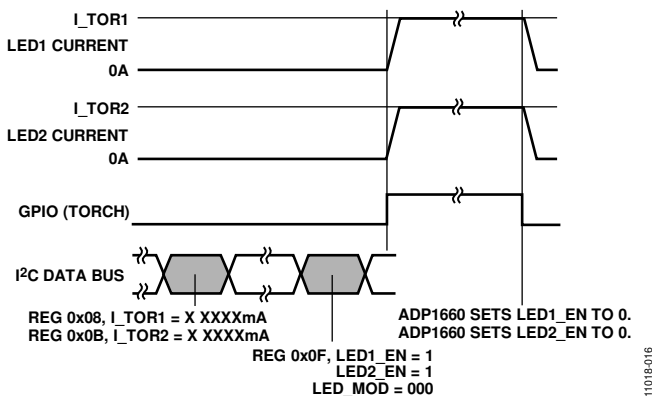 I_TOR1
LED1 CURRENT
0A
I_TOR2
LED2 CURRENT
0A
GPIO (TORCH)
I2C DATA BUS
REG 0x08, I_TOR1 = X XXXXmA
REG 0x0B, I_TOR2 = X XXXXmA
REG 0x0F, LED1_EN = 1
LED2_EN = 1
LED_MOD = 000
ADP1660 SETS LED1_EN TO 0.
ADP1660 SETS LED2_EN TO 0.
11018-016